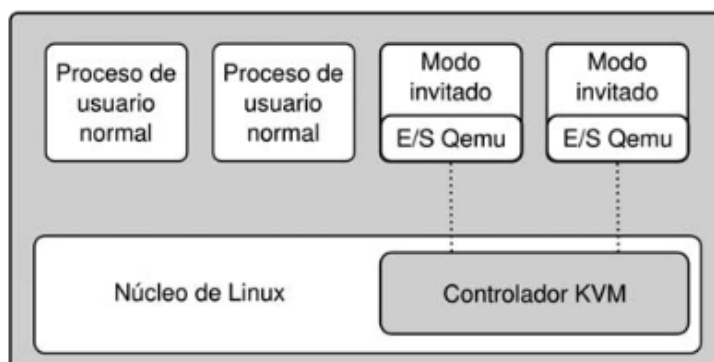 Proceso de
usuario
normal
Proceso de
usuario
normal
Modo
invitado
E/S Qemu
Modo
invitado
E/S Qemu
Núcleo de Linux
Controlador KVM